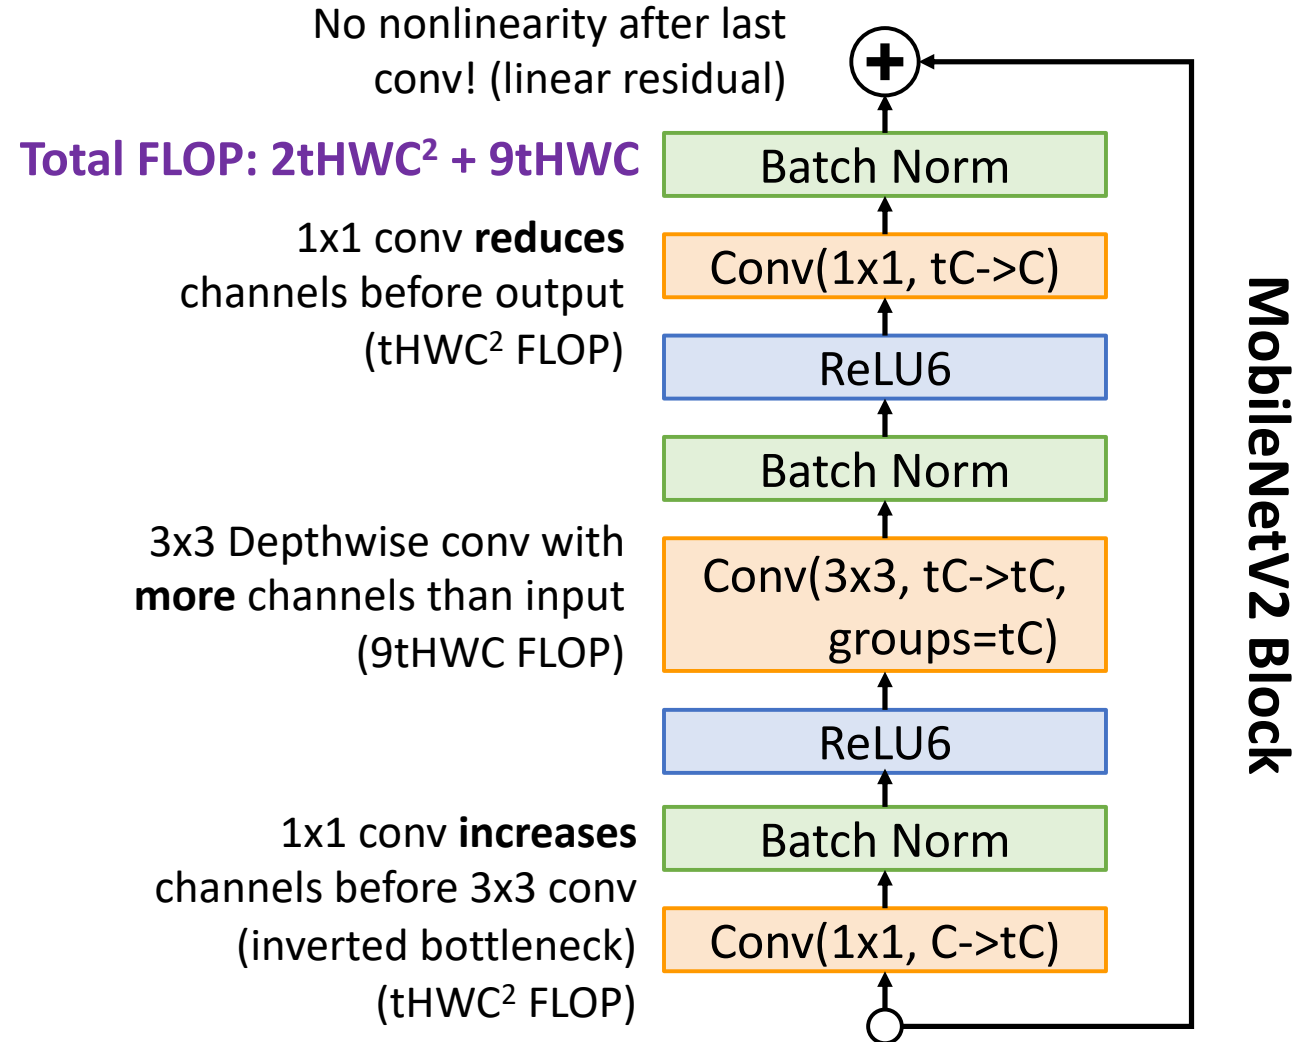 No nonlinearity after last
conv! (linear residual)
+
Total FLOP: 2tHWC² + 9tHWC
Batch Norm
1x1 conv reduces
channels before output
(tHWC² FLOP)
Conv(1x1, tC->C)
ReLU6
Batch Norm
3x3 Depthwise conv with
more channels than input
(9tHWC FLOP)
Conv(3x3, tC->tC,
groups=tC)
ReLU6
Batch Norm
1x1 conv increases
channels before 3x3 conv
(inverted bottleneck)
(tHWC² FLOP)
Conv(1x1, C->tC)
MobileNetV2 Block